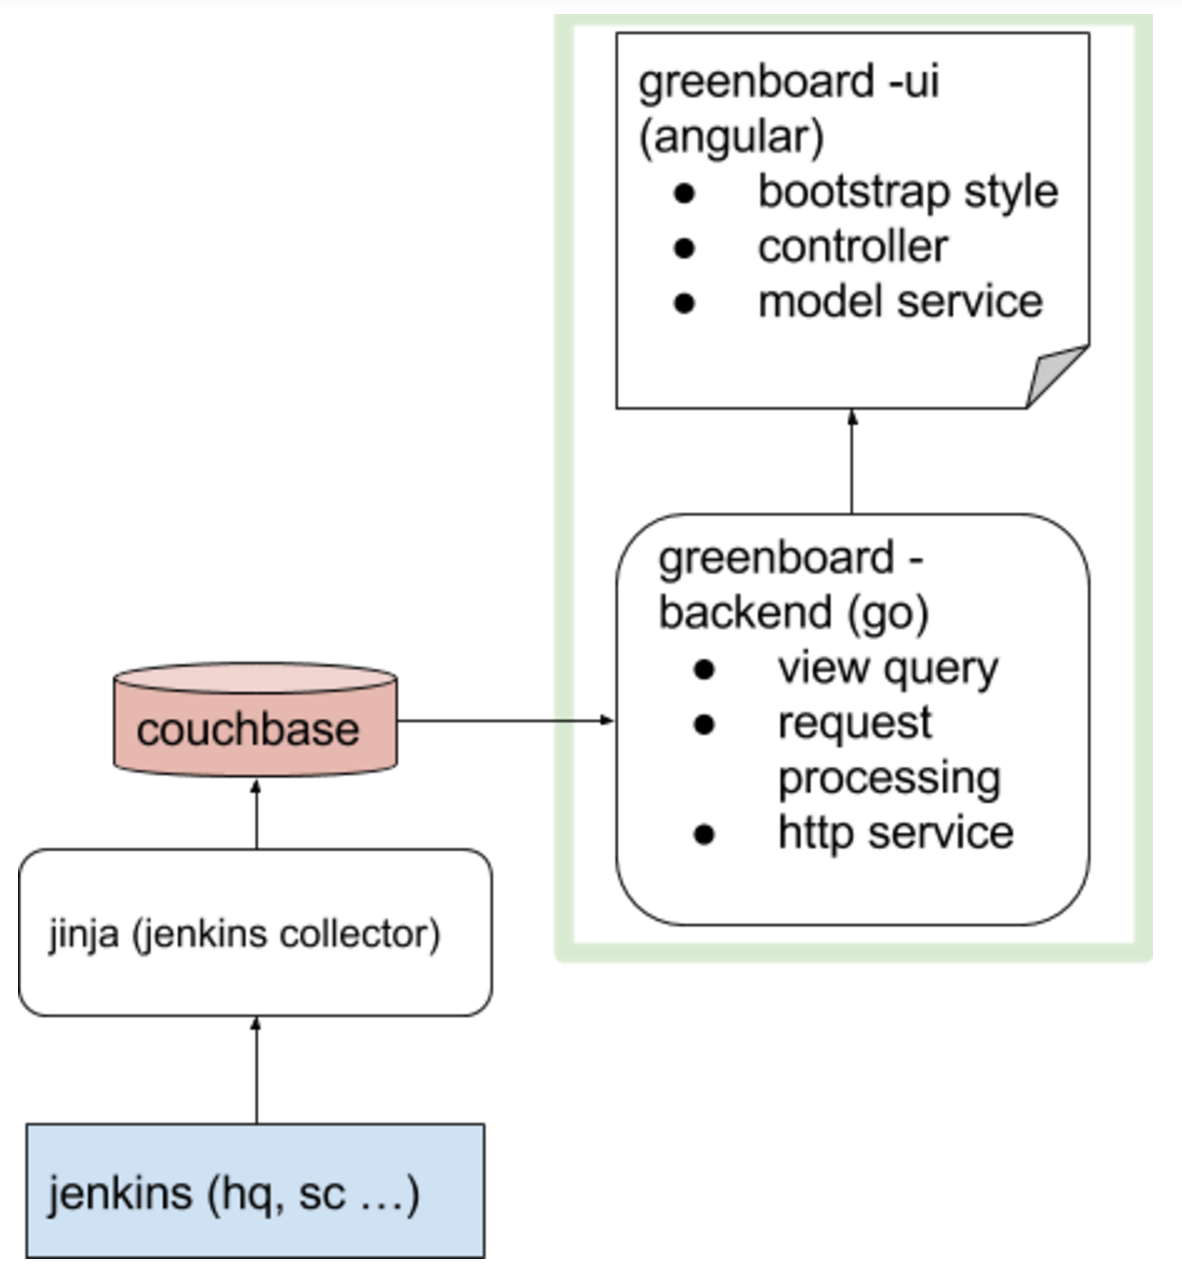 greenboard -ui
(angular)
● bootstrap style
● controller
● model service
greenboard -
backend (go)
● view query
● request
processing
● http service
couchbase
jinja (jenkins collector)
jenkins (hq, sc ...)